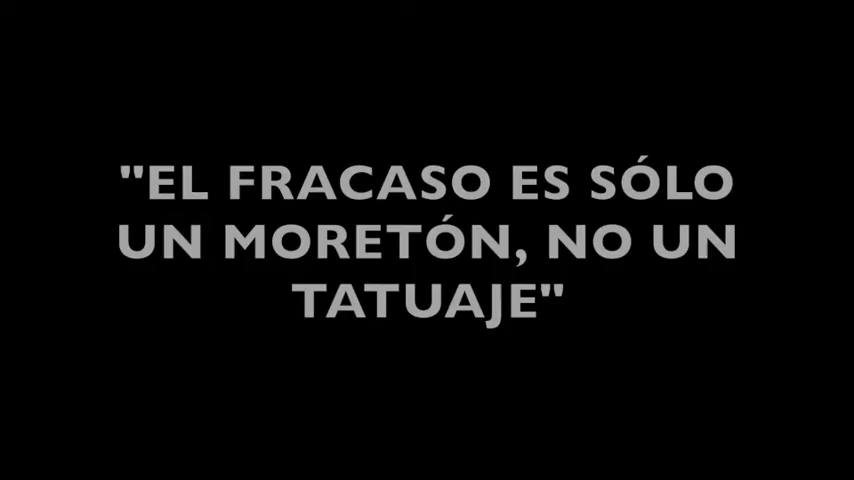 "EL FRACASO ES SÓLO
UN MORETÓN, NO UN
TATUAJE"